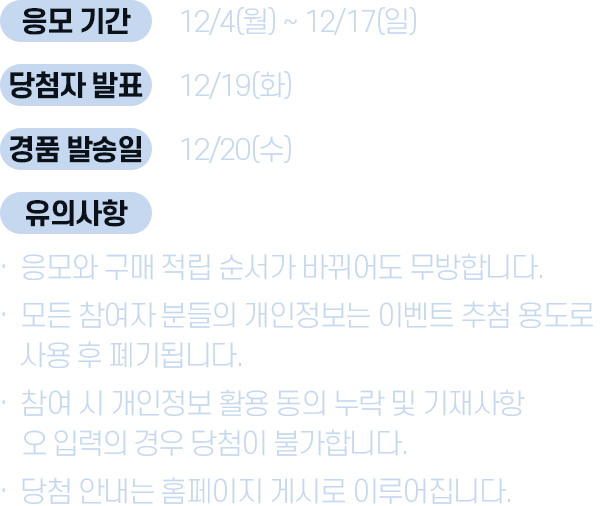 응모 기간 12/4(월) ~ 12/17(일)
당첨자 발표 12/19(화)
경품 발송일 12/20(수)
유의사항
· 응모와 구매 적립 순서가 바뀌어도 무방합니다.
· 모든 참여자 분들의 개인정보는 이벤트 추첨 용도로
사용 후 폐기됩니다.
· 참여 시 개인정보 활용 동의 누락 및 기재사항
오 입력의 경우 당첨이 불가합니다.
· 당첨 안내는 홈페이지 게시로 이루어집니다.